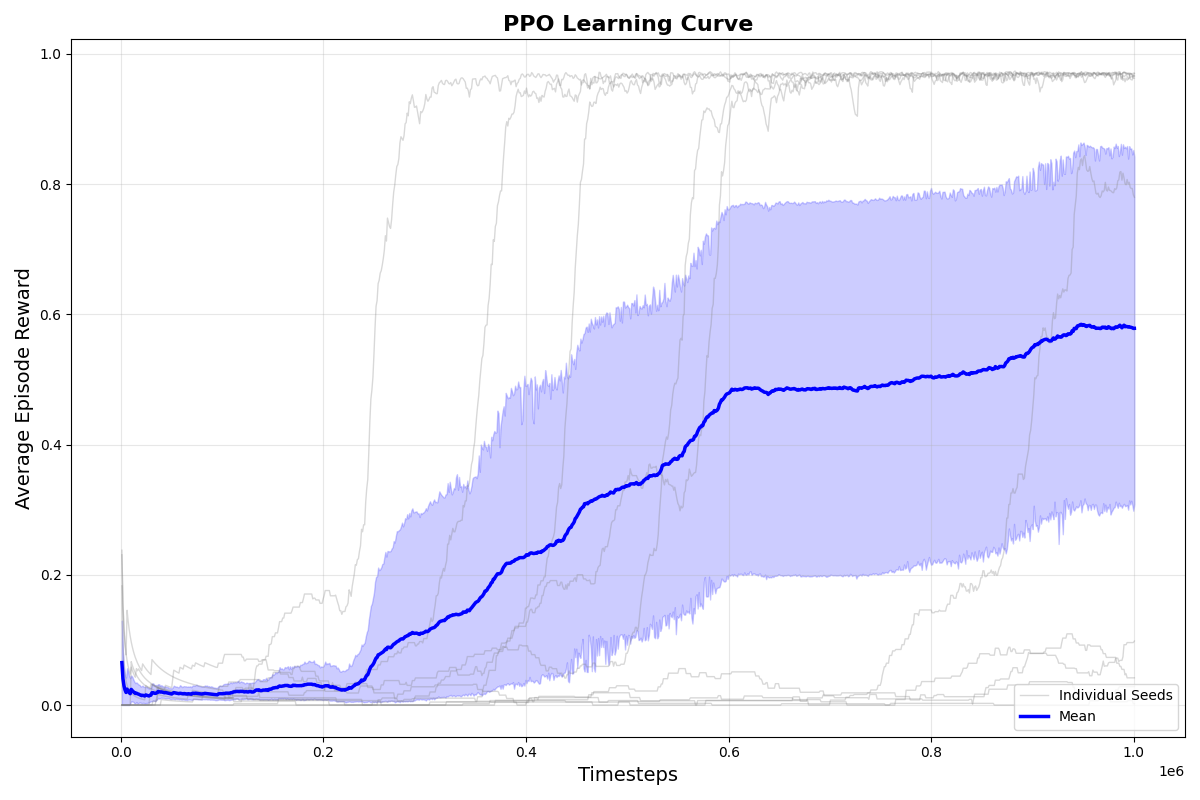 PPO Learning Curve
Average Episode Reward
1.0
0.8
0.6
0.4
0.2
0.0
0.0 0.2 0.4 0.6 0.8 1.0
1e6
Timesteps
Individual Seeds
Mean